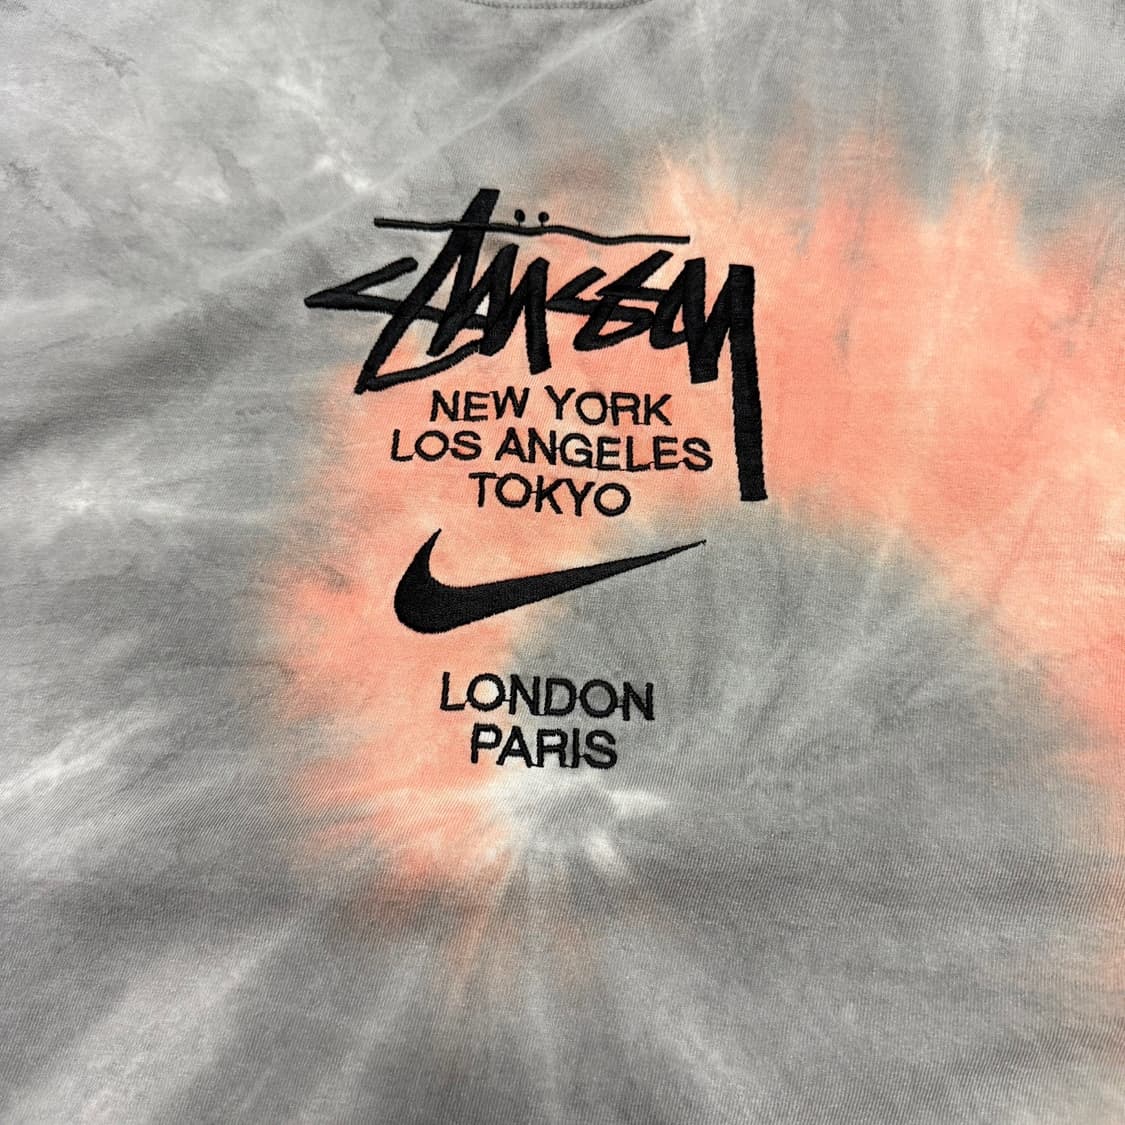 Stüssy
NEW YORK
LOS ANGELES
TOKYO
LONDON
PARIS